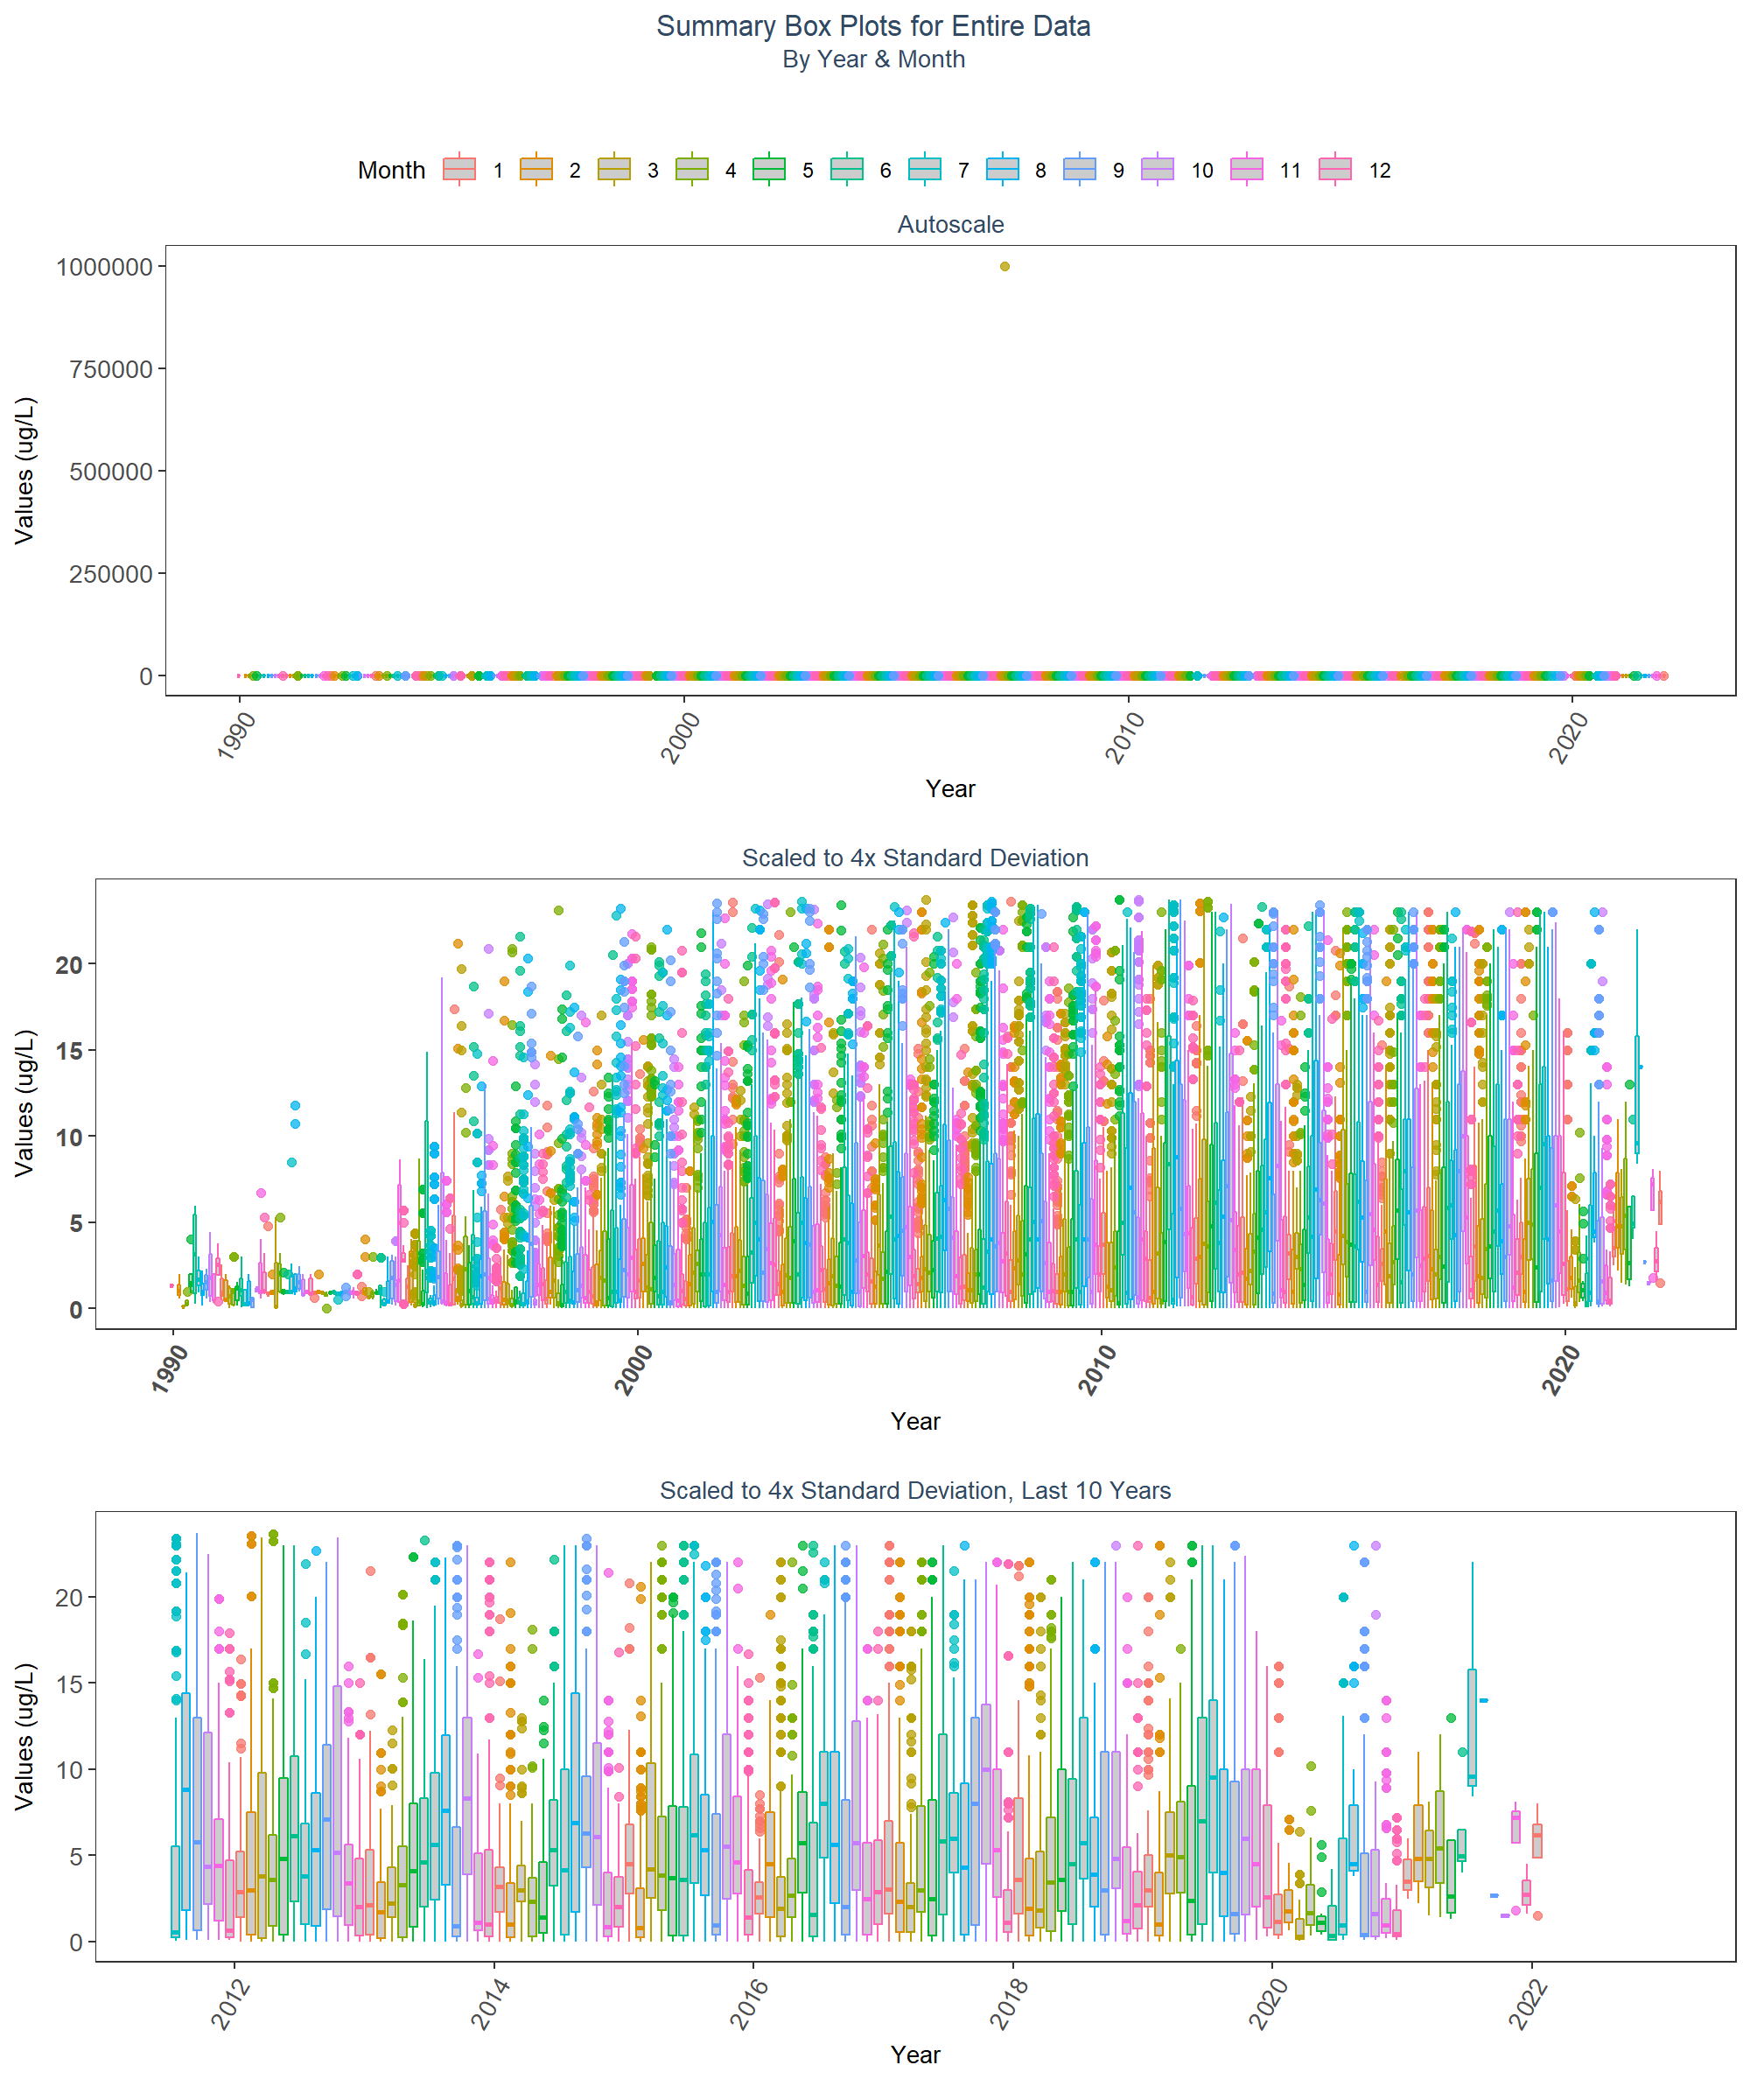 Summary Box Plots for Entire Data
By Year & Month
Month 1 2 3 4 5 6 7 8 9 10 11 12
Autoscale
Values (ug/L)
1000000
750000
500000
250000
0
1990 2000 2010 2020
Year
Scaled to 4x Standard Deviation
Values (ug/L)
20
15
10
5
0
1990 2000 2010 2020
Year
Scaled to 4x Standard Deviation, Last 10 Years
Values (ug/L)
20
15
10
5
0
2012 2014 2016 2018 2020 2022
Year